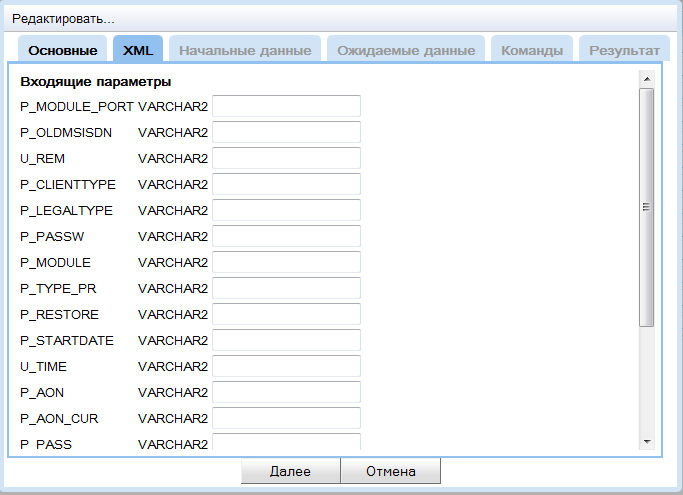 Редактировать...
Основные XML Начальные данные Ожидаемые данные Команды Результат
Входящие параметры
P_MODULE_PORT VARCHAR2
P_OLDMSISDN VARCHAR2
U_REM VARCHAR2
P_CLIENTTYPE VARCHAR2
P_LEGALTYPE VARCHAR2
P_PASSW VARCHAR2
P_MODULE VARCHAR2
P_TYPE_PR VARCHAR2
P_RESTORE VARCHAR2
P_STARTDATE VARCHAR2
U_TIME VARCHAR2
P_AON VARCHAR2
P_AON_CUR VARCHAR2
P_PASS VARCHAR2
Далее Отмена